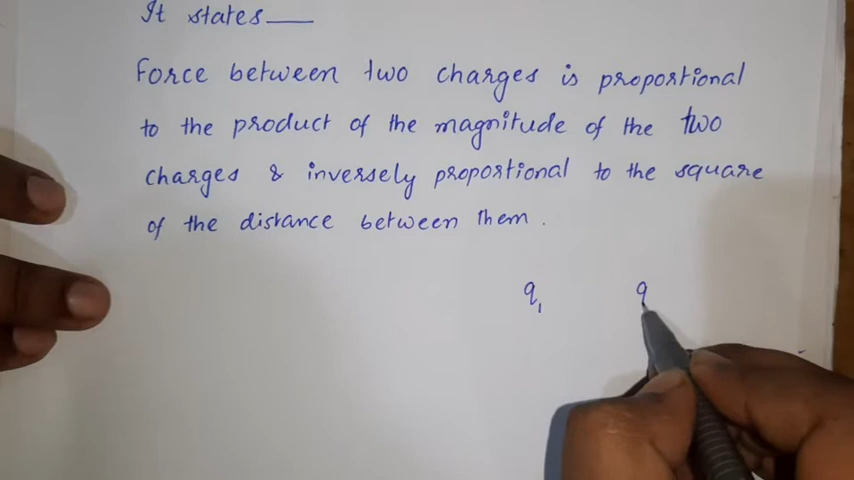 It states——
Force between two charges is proportional
to the product of the magnitude of the two
charges & inversely proportional to the square
of the distance between them.
q₁ q